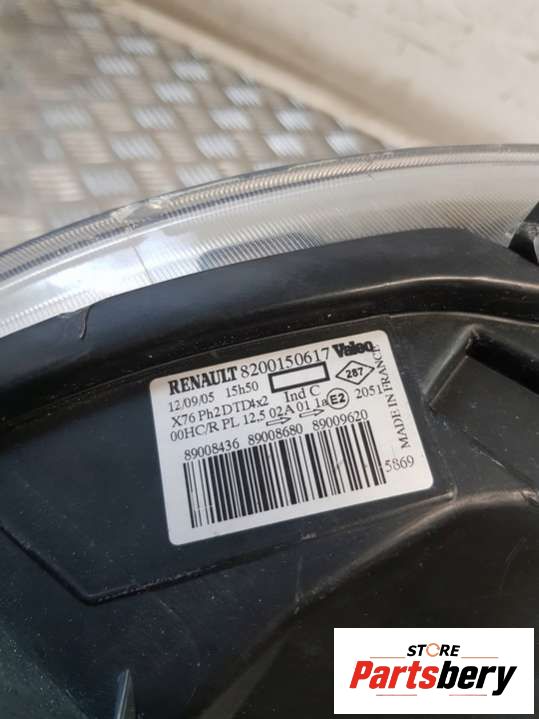 RENAULT 8200150617 Valeo
12/09/05 15h50 287
X76 Ph2DTD4x2 Ind C 2051
00HC/R PL 12,5 02A 01 1a E2
89008436 89008680 89009620
5869
MADE IN FRANCE
STORE
Partsbery